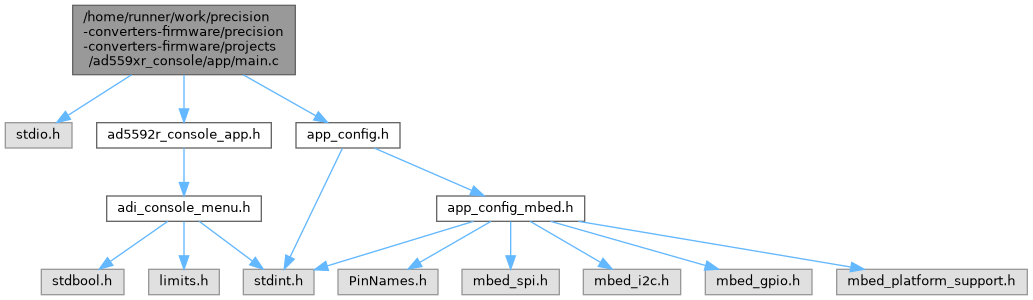 /home/runner/work/precision
-converters-firmware/precision
-converters-firmware/projects
/ad559xr_console/app/main.c
stdio.h
ad5592r_console_app.h
app_config.h
adi_console_menu.h
app_config_mbed.h
stdbool.h
limits.h
stdint.h
PinNames.h
mbed_spi.h
mbed_i2c.h
mbed_gpio.h
mbed_platform_support.h